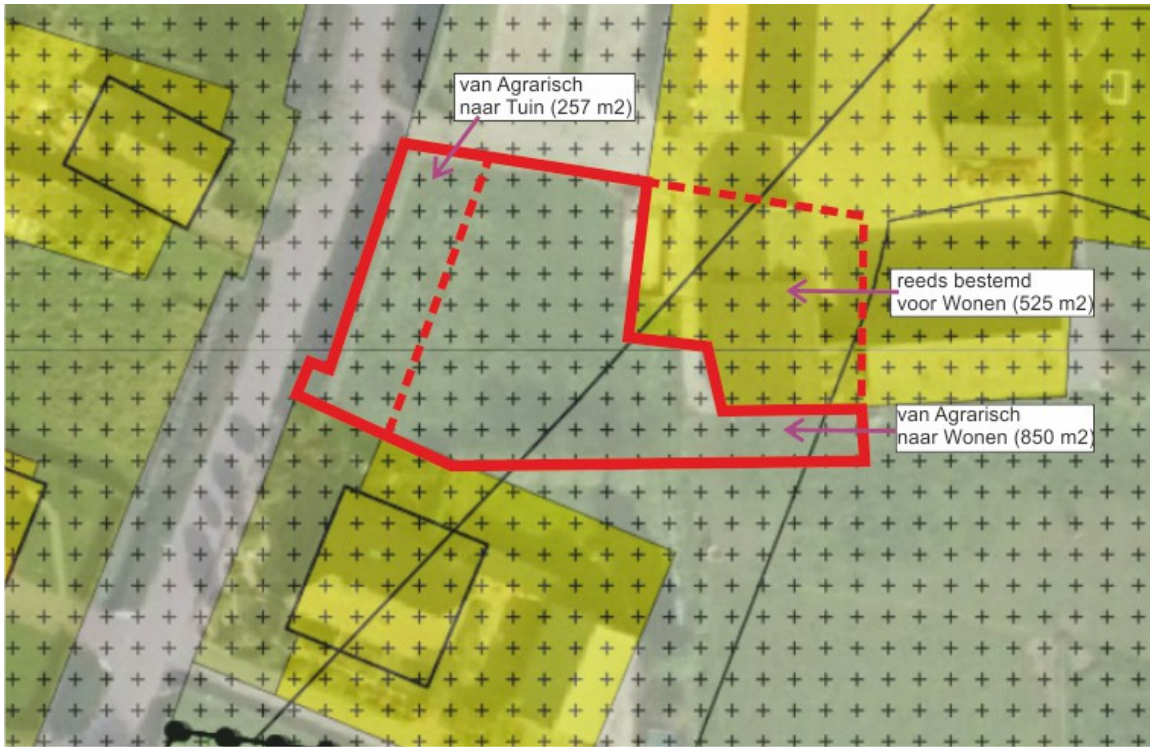 van Agrarisch
naar Tuin (257 m2)
reeds bestemd
voor Wonen (525 m2)
van Agrarisch
naar Wonen (850 m2)